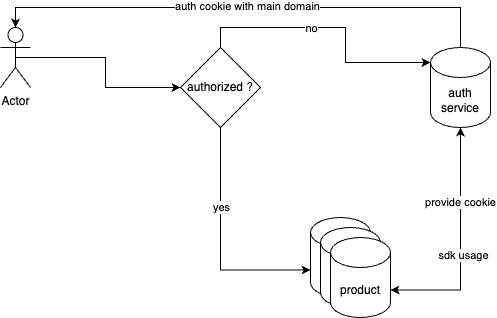 auth cookie with main domain
no
Actor
authorized ?
auth
service
yes
provide cookie
sdk usage
product